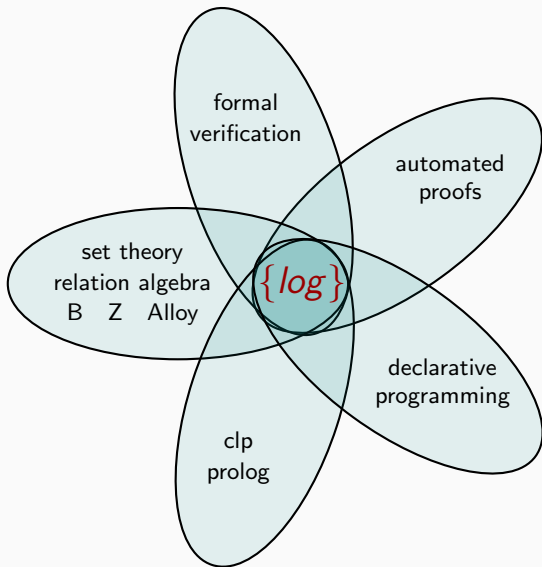 formal
verification
automated
proofs
set theory
relation algebra
B Z Alloy
{log}
declarative
programming
clp
prolog